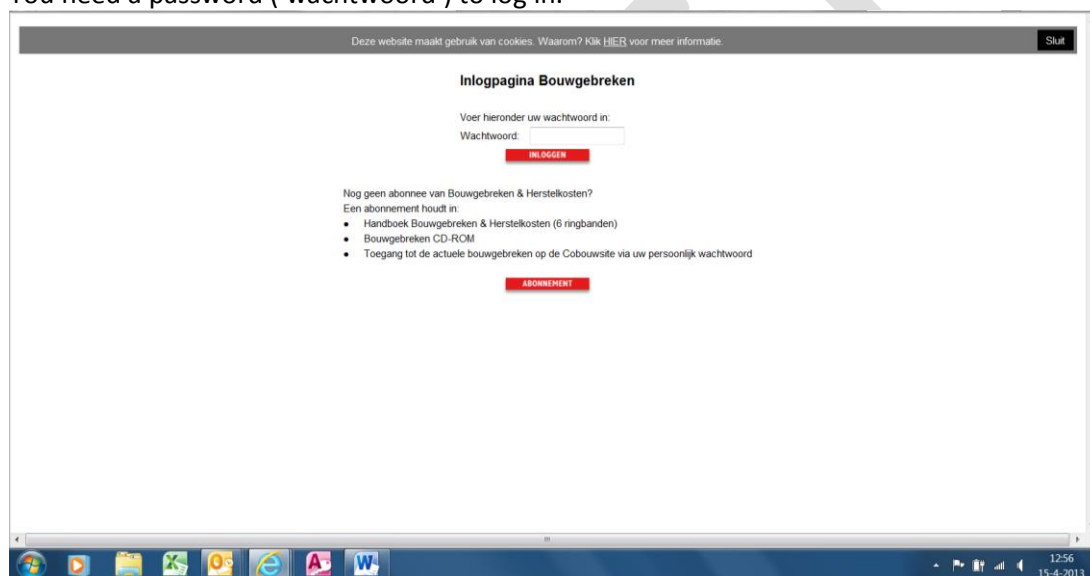 You need a password ('wachtwoord') to log in.
Deze website maakt gebruik van cookies. Waarom? Klik HIER voor meer informatie.
Sluit
Inlogpagina Bouwgebreken
Voer hieronder uw wachtwoord in:
Wachtwoord:
INLOGGEN
Nog geen abonnee van Bouwgebreken & Herstelkosten?
Een abonnement houdt in:
• Handboek Bouwgebreken & Herstelkosten (6 ringbanden)
• Bouwgebreken CD-ROM
• Toegang tot de actuele bouwgebreken op de Cobouwsite via uw persoonlijk wachtwoord
ABONNEMENT
12:56
15-4-2013